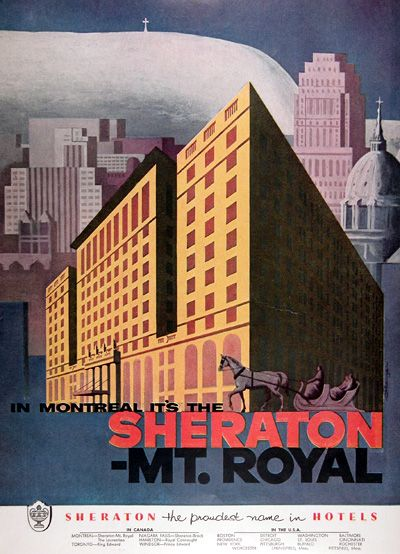 IN MONTREAL IT'S THE
SHERATON
-MT. ROYAL
SHERATON the proudest name in HOTELS
IN CANADA
MONTREAL—Sheraton-Mt. Royal
The Laurentien
TORONTO—King Edward
NIAGARA FALLS—Sheraton-Brock
HAMILTON—Royal Connaught
WINDSOR—Prince Edward
IN THE U.S.A.
BOSTON
PROVIDENCE
NEW YORK
WORCESTER
DETROIT
CHICAGO
PITTSBURGH
SPRINGFIELD, Mass.
WASHINGTON
ST. LOUIS
BUFFALO
BALTIMORE
CINCINNATI
ROCHESTER
PITTSFIELD, Mass.